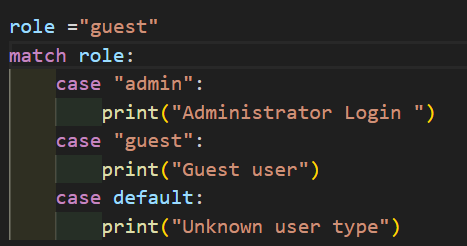 role ="guest"
match role:
    case "admin":
        print("Administrator Login ")
    case "guest":
        print("Guest user")
    case default:
        print("Unknown user type")